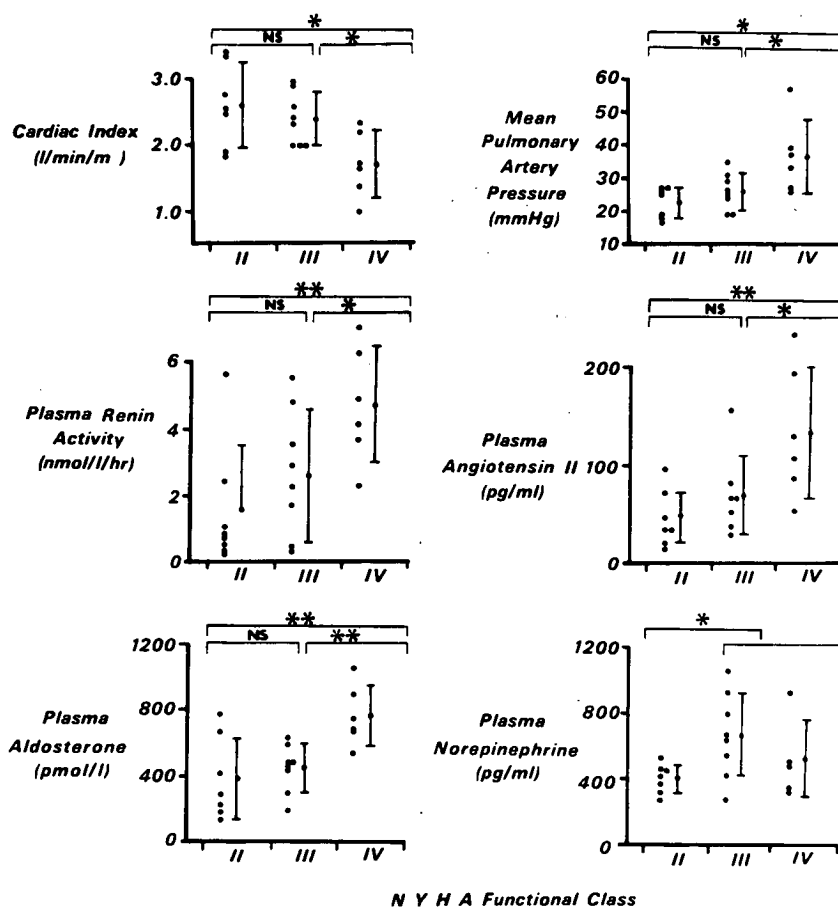 *
NS *
3.0
2.0
1.0
Cardiac Index
(l/min/m )
II III IV
*
NS *
60
50
40
30
20
10
Mean
Pulmonary
Artery
Pressure
(mmHg)
II III IV
**
NS *
6
4
2
0
Plasma Renin
Activity
(nmol/l/hr)
II III IV
**
NS *
200
100
0
Plasma
Angiotensin II
(pg/ml)
II III IV
**
NS **
1200
800
400
0
Plasma
Aldosterone
(pmol/l)
II III IV
*
1200
800
400
0
Plasma
Norepinephrine
(pg/ml)
II III IV
N Y H A Functional Class